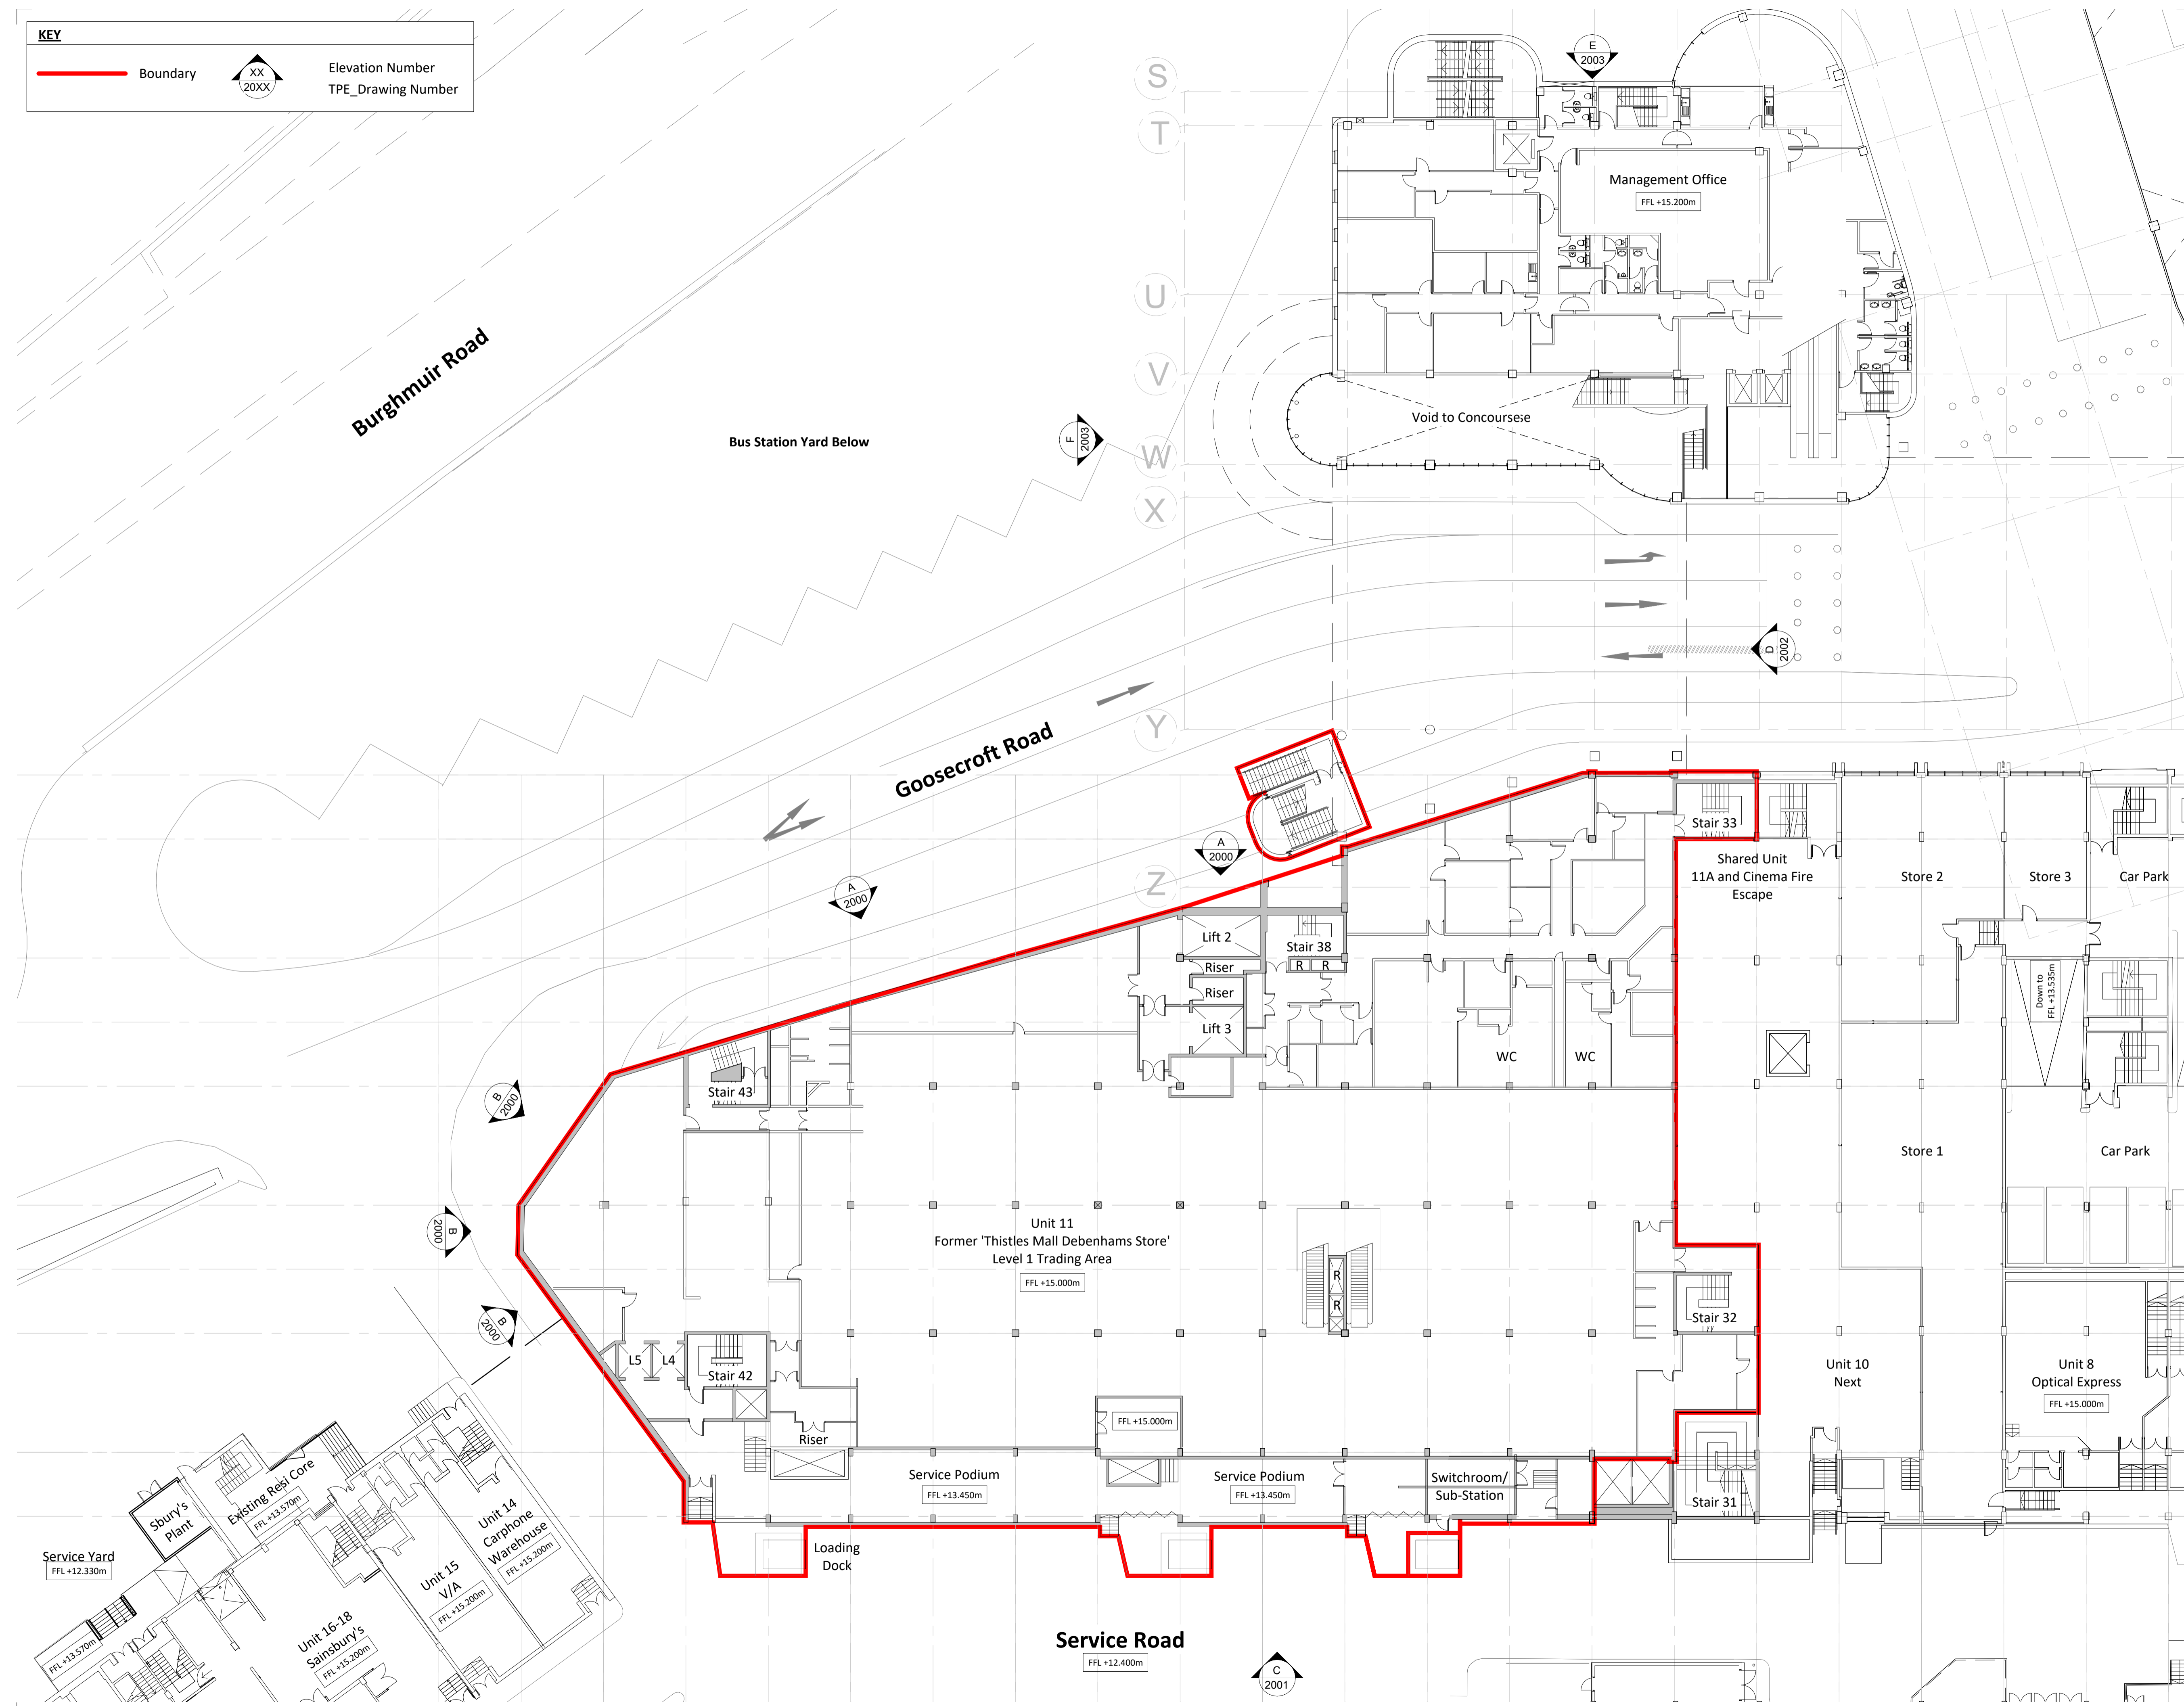 KEY
Boundary
XX
20XX
Elevation Number
TPE_Drawing Number
S
T
U
V
W
X
Y
Z
E
2003
Management Office
FFL +15.200m
Void to Concourse
Burghmuir Road
Bus Station Yard Below
F
2003
D
2002
Goosecroft Road
A
2000
A
2000
B
2000
B
2000
B
2000
Stair 33
Shared Unit
11A and Cinema Fire
Escape
Store 2
Store 3
Car Park
Lift 2
Stair 38
Riser
R
R
Riser
Lift 3
Down to
FFL +13.535m
WC
WC
Stair 43
Store 1
Car Park
Unit 11
Former 'Thistles Mall Debenhams Store'
Level 1 Trading Area
FFL +15.000m
R
R
Stair 32
L5
L4
Stair 42
Unit 10
Next
Unit 8
Optical Express
FFL +15.000m
FFL +15.000m
Riser
Service Podium
FFL +13.450m
Service Podium
FFL +13.450m
Switchroom/
Sub-Station
Stair 31
Loading
Dock
Existing Resi Core
FFL +13.570m
Sbury's
Plant
Unit 14
Carphone
Warehouse
FFL +15.200m
Unit 15
V/A
FFL +15.200m
Service Yard
FFL +12.330m
Unit 16-18
Sainsbury's
FFL +15.200m
FFL +13.570m
Service Road
FFL +12.400m
C
2001